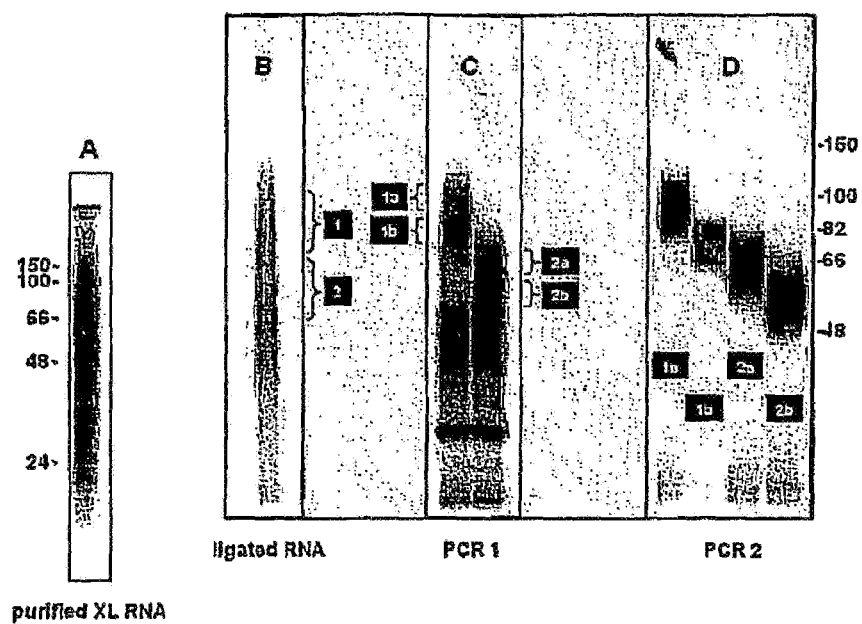 A
150-
100-
66-
48-
24-
purified XL RNA
B
C
D
1
2
1a
1b
2a
2b
1a
1b
2a
2b
-150
-100
-82
-66
-48
ligated RNA
PCR 1
PCR 2